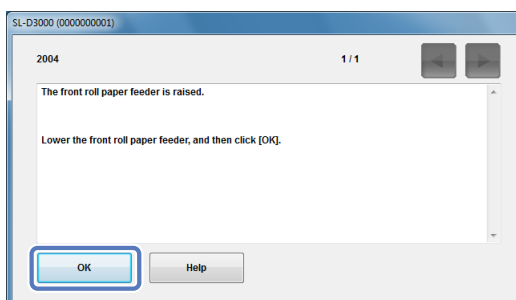 SL-D3000 (0000000001)
2004 1 / 1
The front roll paper feeder is raised.
Lower the front roll paper feeder, and then click [OK].
OK Help